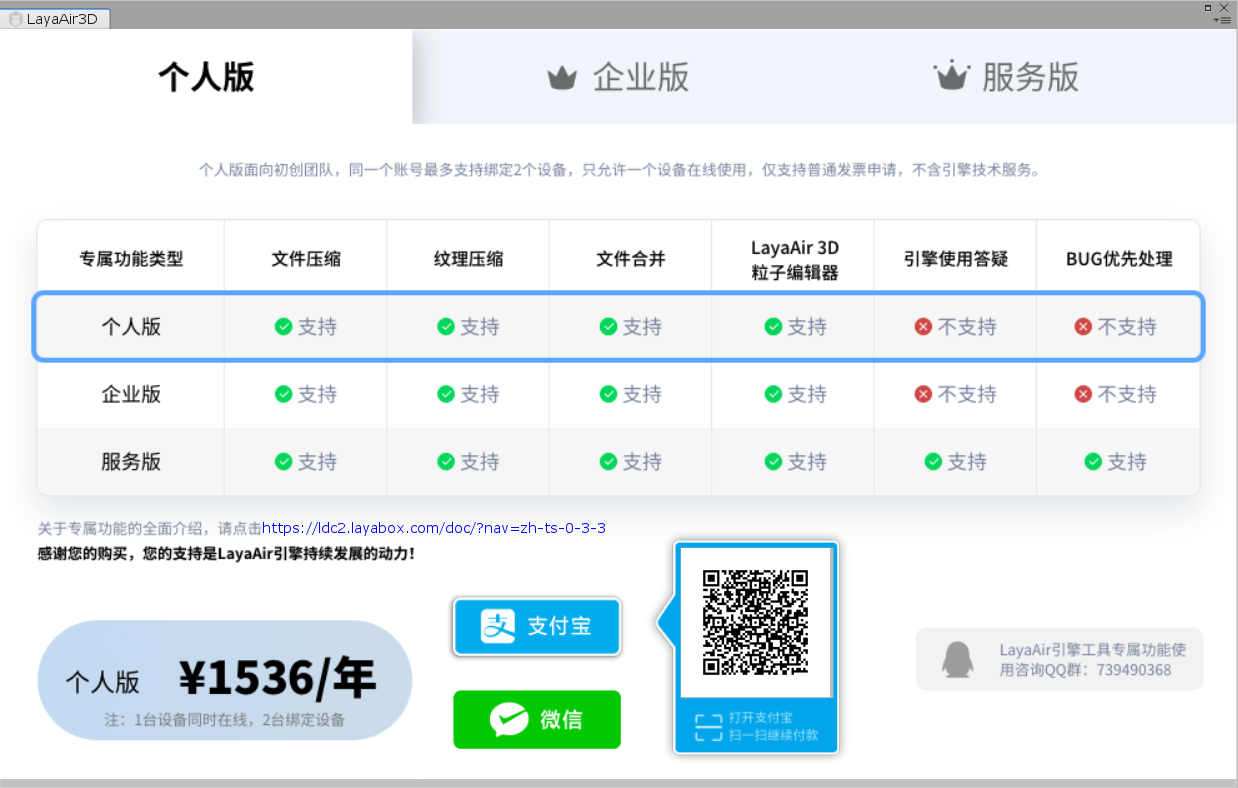 LayaAir3D
个人版
企业版
服务版
个人版面向初创团队，同一个账号最多支持绑定2个设备，只允许一个设备在线使用，仅支持普通发票申请，不含引擎技术服务。
专属功能类型 文件压缩 纹理压缩 文件合并 LayaAir 3D 粒子编辑器 引擎使用答疑 BUG优先处理
个人版 支持 支持 支持 支持 不支持 不支持
企业版 支持 支持 支持 支持 不支持 不支持
服务版 支持 支持 支持 支持 支持 支持
关于专属功能的全面介绍，请点击https://ldc2.layabox.com/doc/?nav=zh-ts-0-3-3
感谢您的购买，您的支持是LayaAir引擎持续发展的动力！
个人版 ¥1536/年
注：1台设备同时在线，2台绑定设备
支付宝
微信
打开支付宝
扫一扫继续付款
LayaAir引擎工具专属功能使
用咨询QQ群：739490368